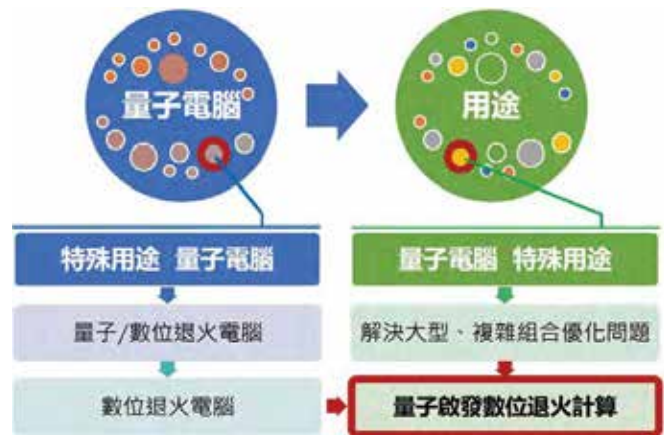 量子電腦
用途
特殊用途 量子電腦
量子電腦 特殊用途
量子/數位退火電腦
解決大型、複雜組合優化問題
數位退火電腦
量子啟發數位退火計算